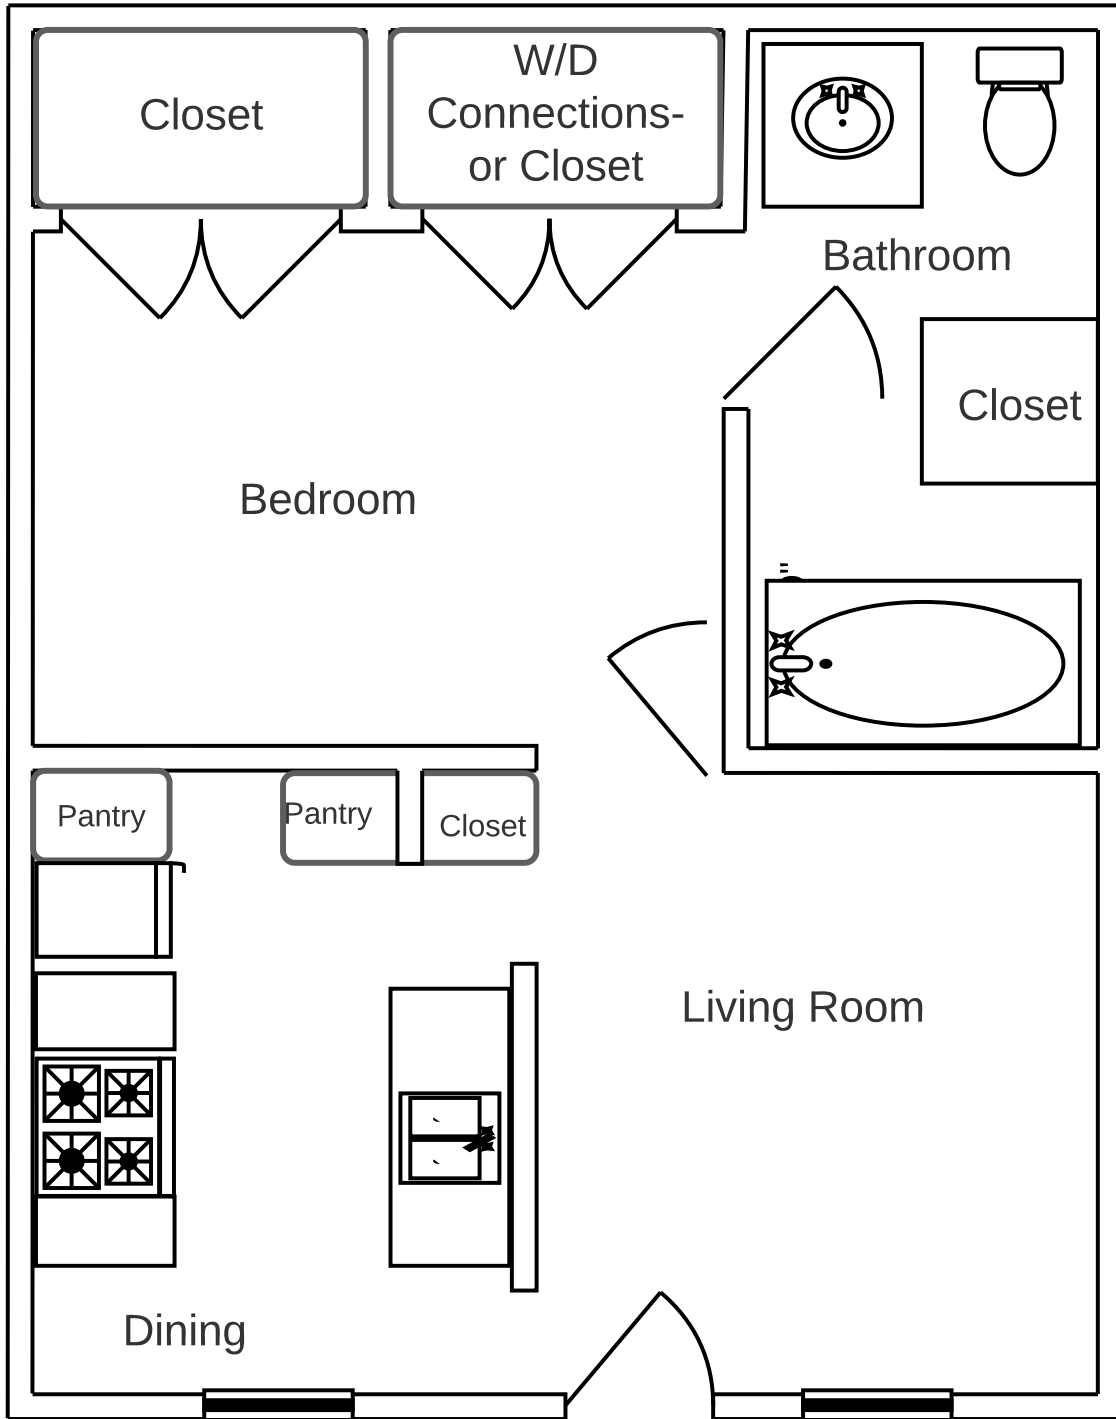 Closet
W/D
Connections-
or Closet
Bathroom
Closet
Bedroom
Pantry
Pantry
Closet
Living Room
Dining